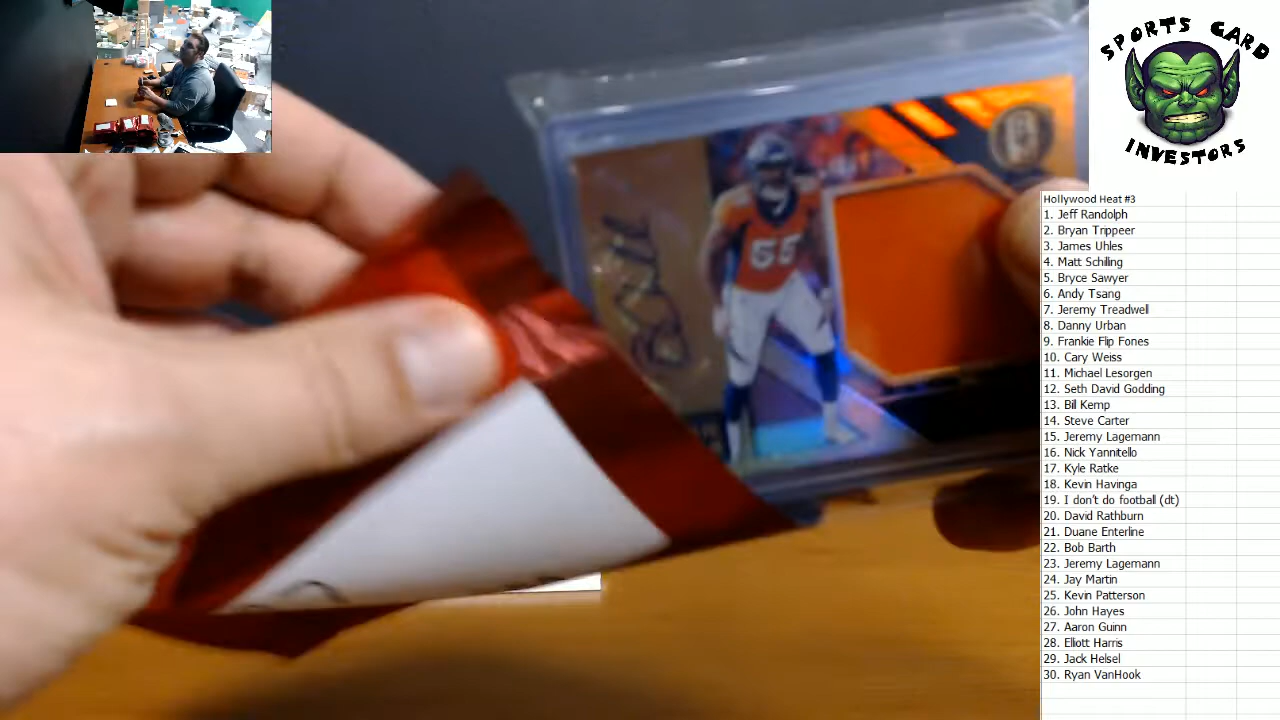 SPORTS CARD
INVESTORS
Hollywood Heat #3
1. Jeff Randolph
2. Bryan Trippeer
3. James Uhles
4. Matt Schiling
5. Bryce Sawyer
6. Andy Tsang
7. Jeremy Treadwell
8. Danny Urban
9. Frankie Flip Fones
10. Cary Weiss
11. Michael Lesorgen
12. Seth David Godding
13. Bil Kemp
14. Steve Carter
15. Jeremy Lagemann
16. Nick Yannitello
17. Kyle Ratke
18. Kevin Havinga
19. I don't do football (dt)
20. David Rathburn
21. Duane Enterline
22. Bob Barth
23. Jeremy Lagemann
24. Jay Martin
25. Kevin Patterson
26. John Hayes
27. Aaron Guinn
28. Eliott Harris
29. Jack Helsel
30. Ryan VanHook
55